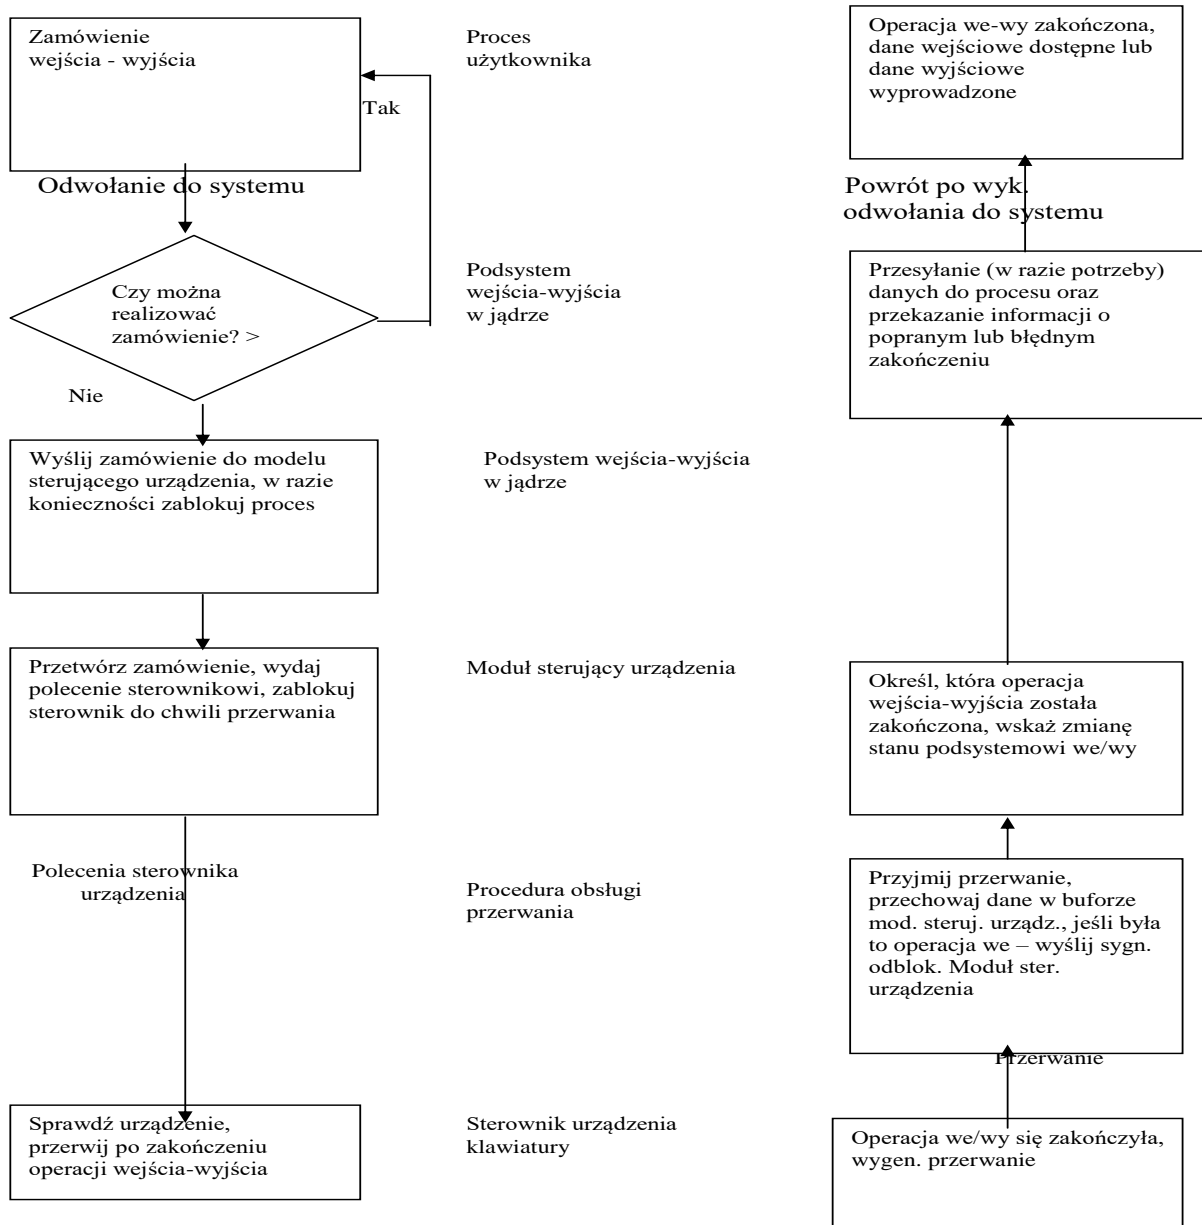 Zamówienie
wejścia - wyjścia
Proces
użytkownika
Operacja we-wy zakończona,
dane wejściowe dostępne lub
dane wyjściowe
wyprowadzone
Tak
Odwołanie do systemu
Powrót po wyk.
odwołania do systemu
Czy można
realizować
zamówienie? >
Podsystem
wejścia-wyjścia
w jądrze
Przesyłanie (w razie potrzeby)
danych do procesu oraz
przekazanie informacji o
popranym lub błędnym
zakończeniu
Nie
Wyślij zamówienie do modelu
sterującego urządzenia, w razie
konieczności zablokuj proces
Podsystem wejścia-wyjścia
w jądrze
Przetwórz zamówienie, wydaj
polecenie sterownikowi, zablokuj
sterownik do chwili przerwania
Moduł sterujący urządzenia
Określ, która operacja
wejścia-wyjścia została
zakończona, wskaż zmianę
stanu podsystemowi we/wy
Polecenia sterownika
urządzenia
Procedura obsługi
przerwania
Przyjmij przerwanie,
przechowaj dane w buforze
mod. steruj. urządz., jeśli była
to operacja we – wyślij sygn.
odblok. Moduł ster.
urządzenia
Przerwanie
Sprawdź urządzenie,
przerwij po zakończeniu
operacji wejścia-wyjścia
Sterownik urządzenia
klawiatury
Operacja we/wy się zakończyła,
wygen. przerwanie